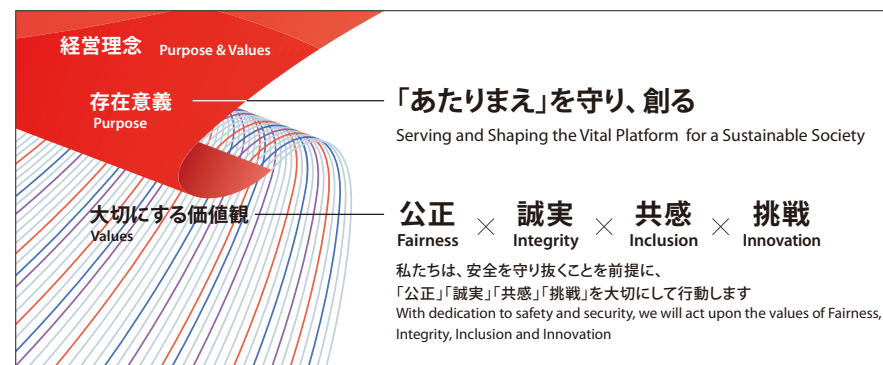 経営理念 Purpose & Values
存在意義
Purpose
「あたりまえ」を守り、創る
Serving and Shaping the Vital Platform for a Sustainable Society
大切にする価値観
Values
公正 × 誠実 × 共感 × 挑戦
Fairness Integrity Inclusion Innovation
私たちは、安全を守り抜くことを前提に、
「公正」「誠実」「共感」「挑戦」を大切にして行動します
With dedication to safety and security, we will act upon the values of Fairness,
Integrity, Inclusion and Innovation